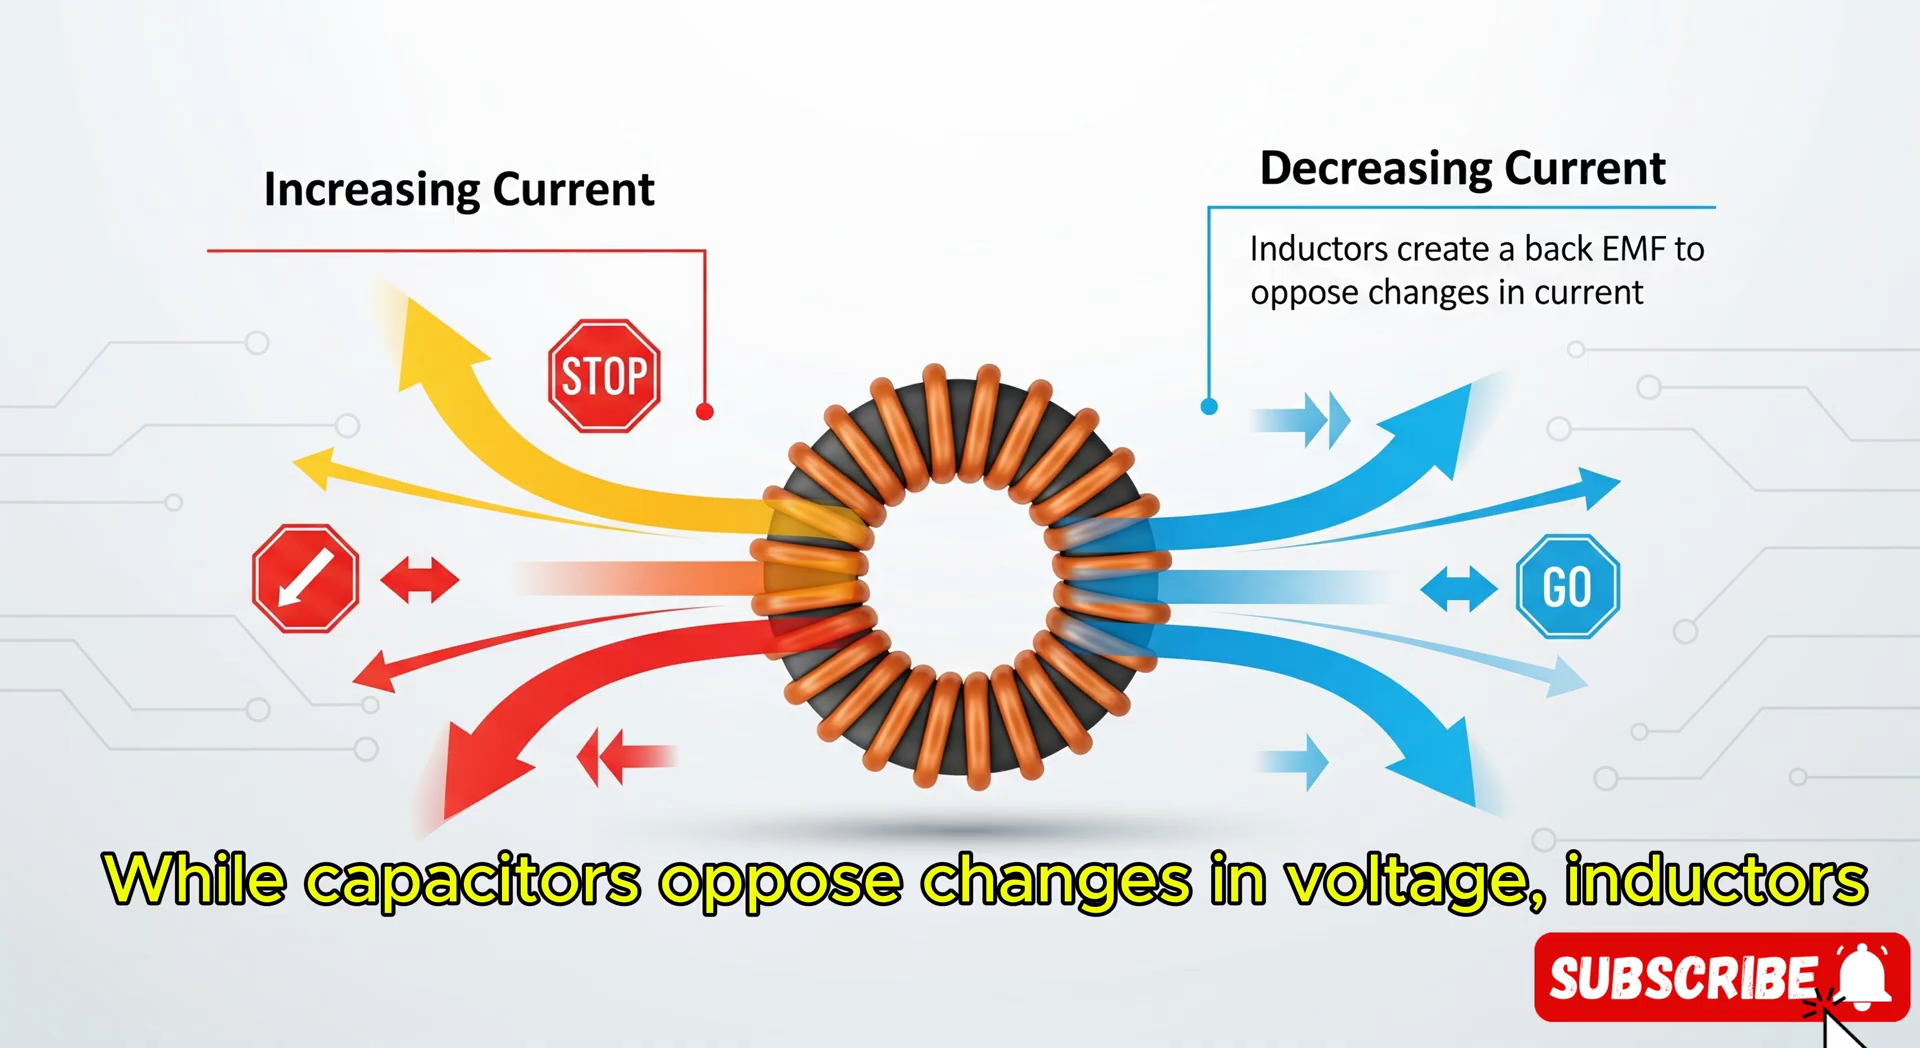 Increasing Current
Decreasing Current
Inductors create a back EMF to
oppose changes in current
STOP
GO
While capacitors oppose changes in voltage, inductors
SUBSCRIBE